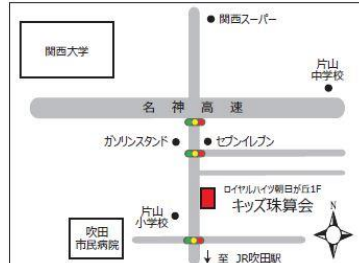 関西スーパー
関西大学
片山
中学校
名神高速
ガソリンスタンド
セブンイレブン
ロイヤルハイツ朝日が丘1F
キッズ珠算会
N
片山
小学校
吹田
市民病院
↓ 至 JR吹田駅